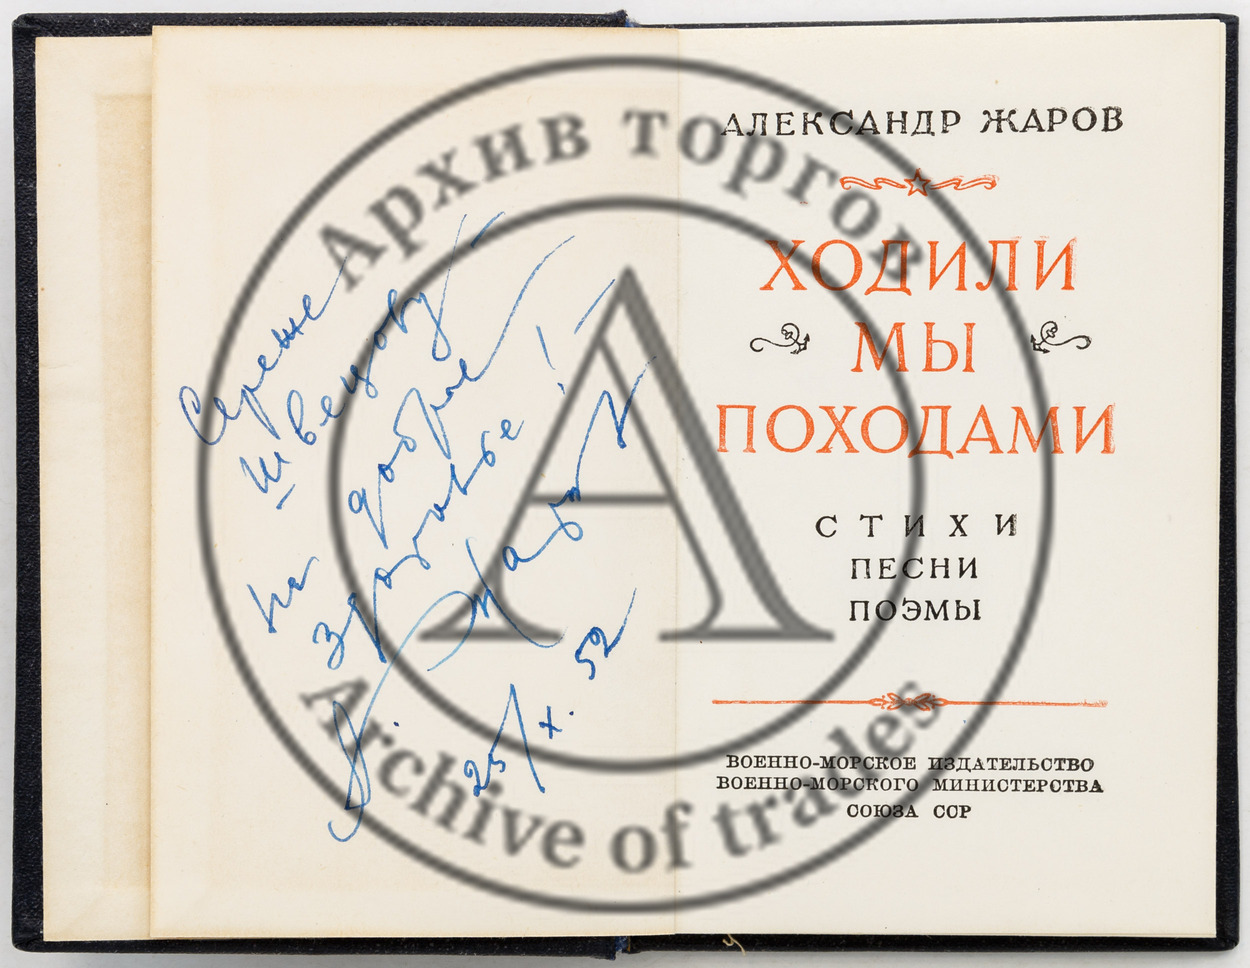 Сереже
Швецову –
на доброе
здоровье! –
А. Жаров
25/X. 52
АЛЕКСАНДР ЖАРОВ
ХОДИЛИ
МЫ
ПОХОДАМИ
СТИХИ
ПЕСНИ
ПОЭМЫ
ВОЕННО-МОРСКОЕ ИЗДАТЕЛЬСТВО
ВОЕННО-МОРСКОГО МИНИСТЕРСТВА
СОЮЗА ССР
Архив торгов
А
Archive of trades